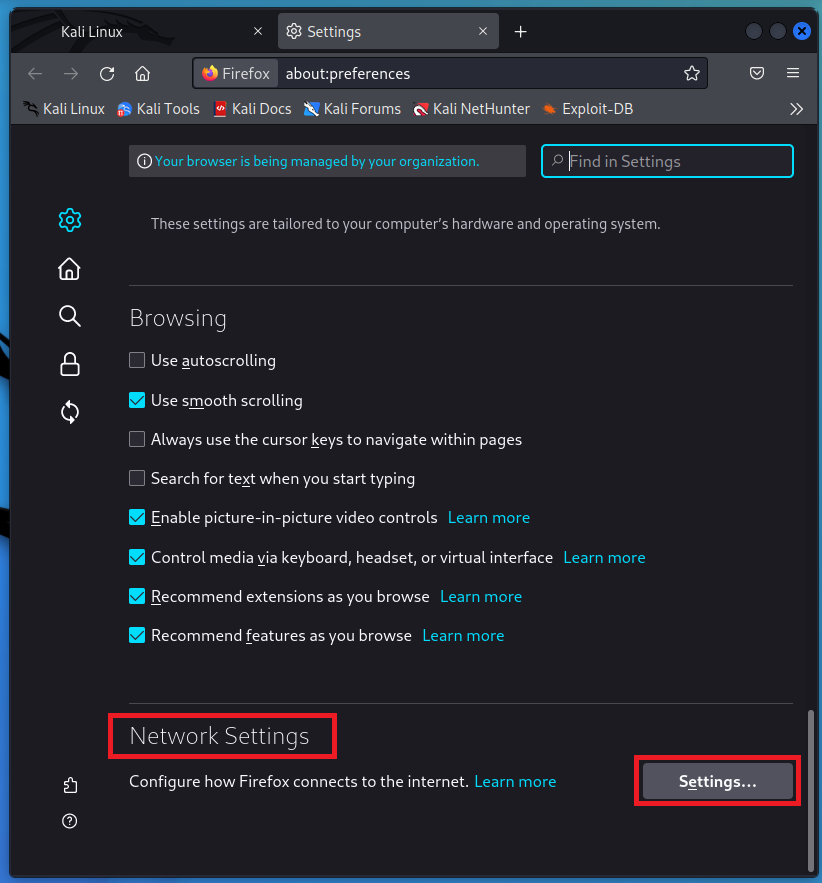 Kali Linux
Settings
Firefox about:preferences
Kali Linux Kali Tools Kali Docs Kali Forums Kali NetHunter Exploit-DB
Your browser is being managed by your organization.
Find in Settings
These settings are tailored to your computer’s hardware and operating system.
Browsing
Use autoscrolling
Use smooth scrolling
Always use the cursor keys to navigate within pages
Search for text when you start typing
Enable picture-in-picture video controls Learn more
Control media via keyboard, headset, or virtual interface Learn more
Recommend extensions as you browse Learn more
Recommend features as you browse Learn more
Network Settings
Configure how Firefox connects to the internet. Learn more
Settings...